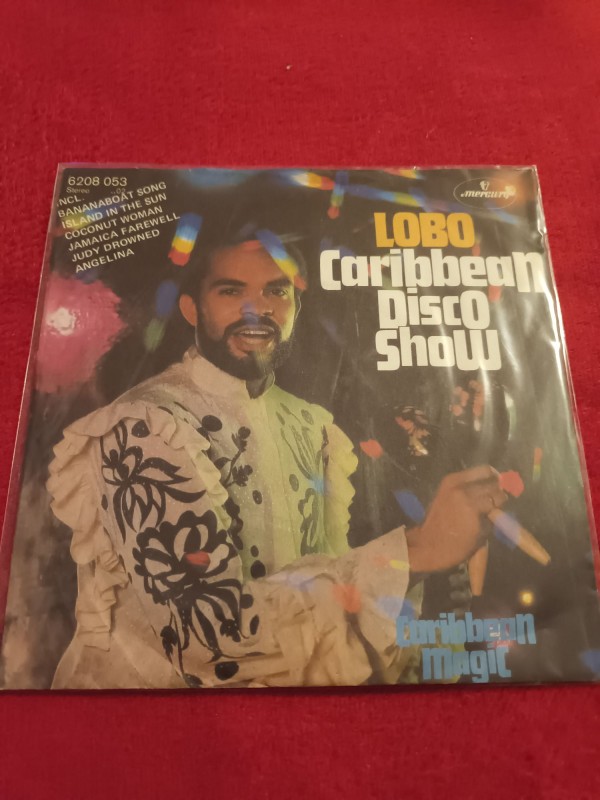 6208 053
Stereo ..02
INCL.
BANANABOAT SONG
ISLAND IN THE SUN
COCONUT WOMAN
JAMAICA FAREWELL
JUDY DROWNED
ANGELINA
mercury
LOBO
Caribbean
Disco
Show
Caribbean
Magic